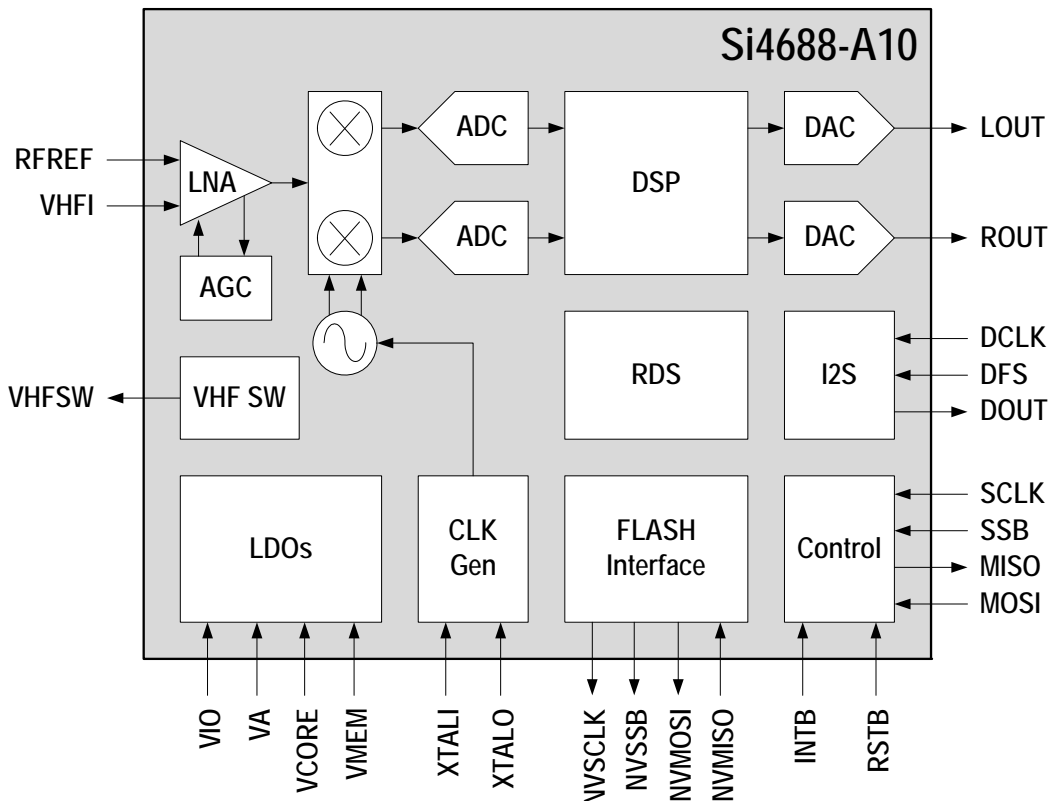 Si4688-A10
RFREF
VHFI
LNA
AGC
ADC
ADC
DSP
DAC
DAC
LOUT
ROUT
VHFSW
VHF SW
RDS
I2S
DCLK
DFS
DOUT
LDOs
CLK
Gen
FLASH
Interface
Control
SCLK
SSB
MISO
MOSI
VIO
VA
VCORE
VMEM
XTALI
XTALO
NVSCLK
NVSSB
NVMOSI
NVMISO
INTB
RSTB